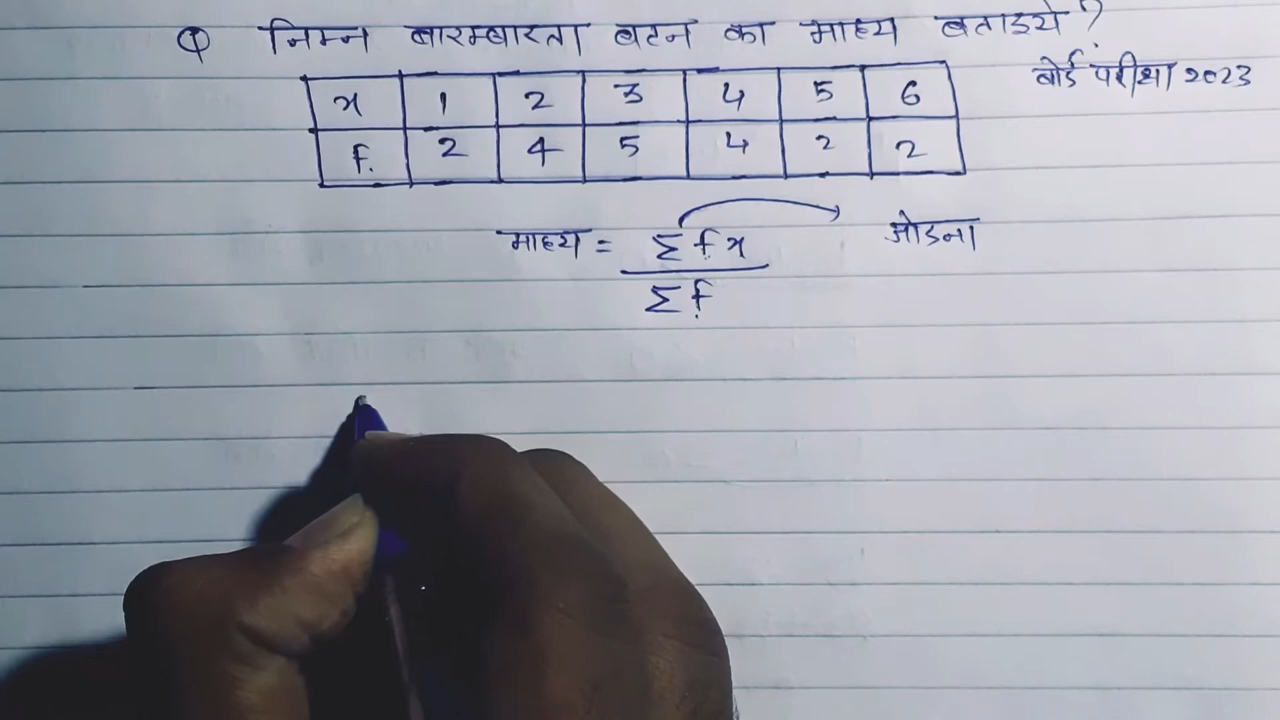 Q निम्न बारम्बारता बटन का माध्य बताइये?
बोर्ड परीक्षा 2023
x 1 2 3 4 5 6
f. 2 4 5 4 2 2
माध्य = Σfx / Σf
जोडना